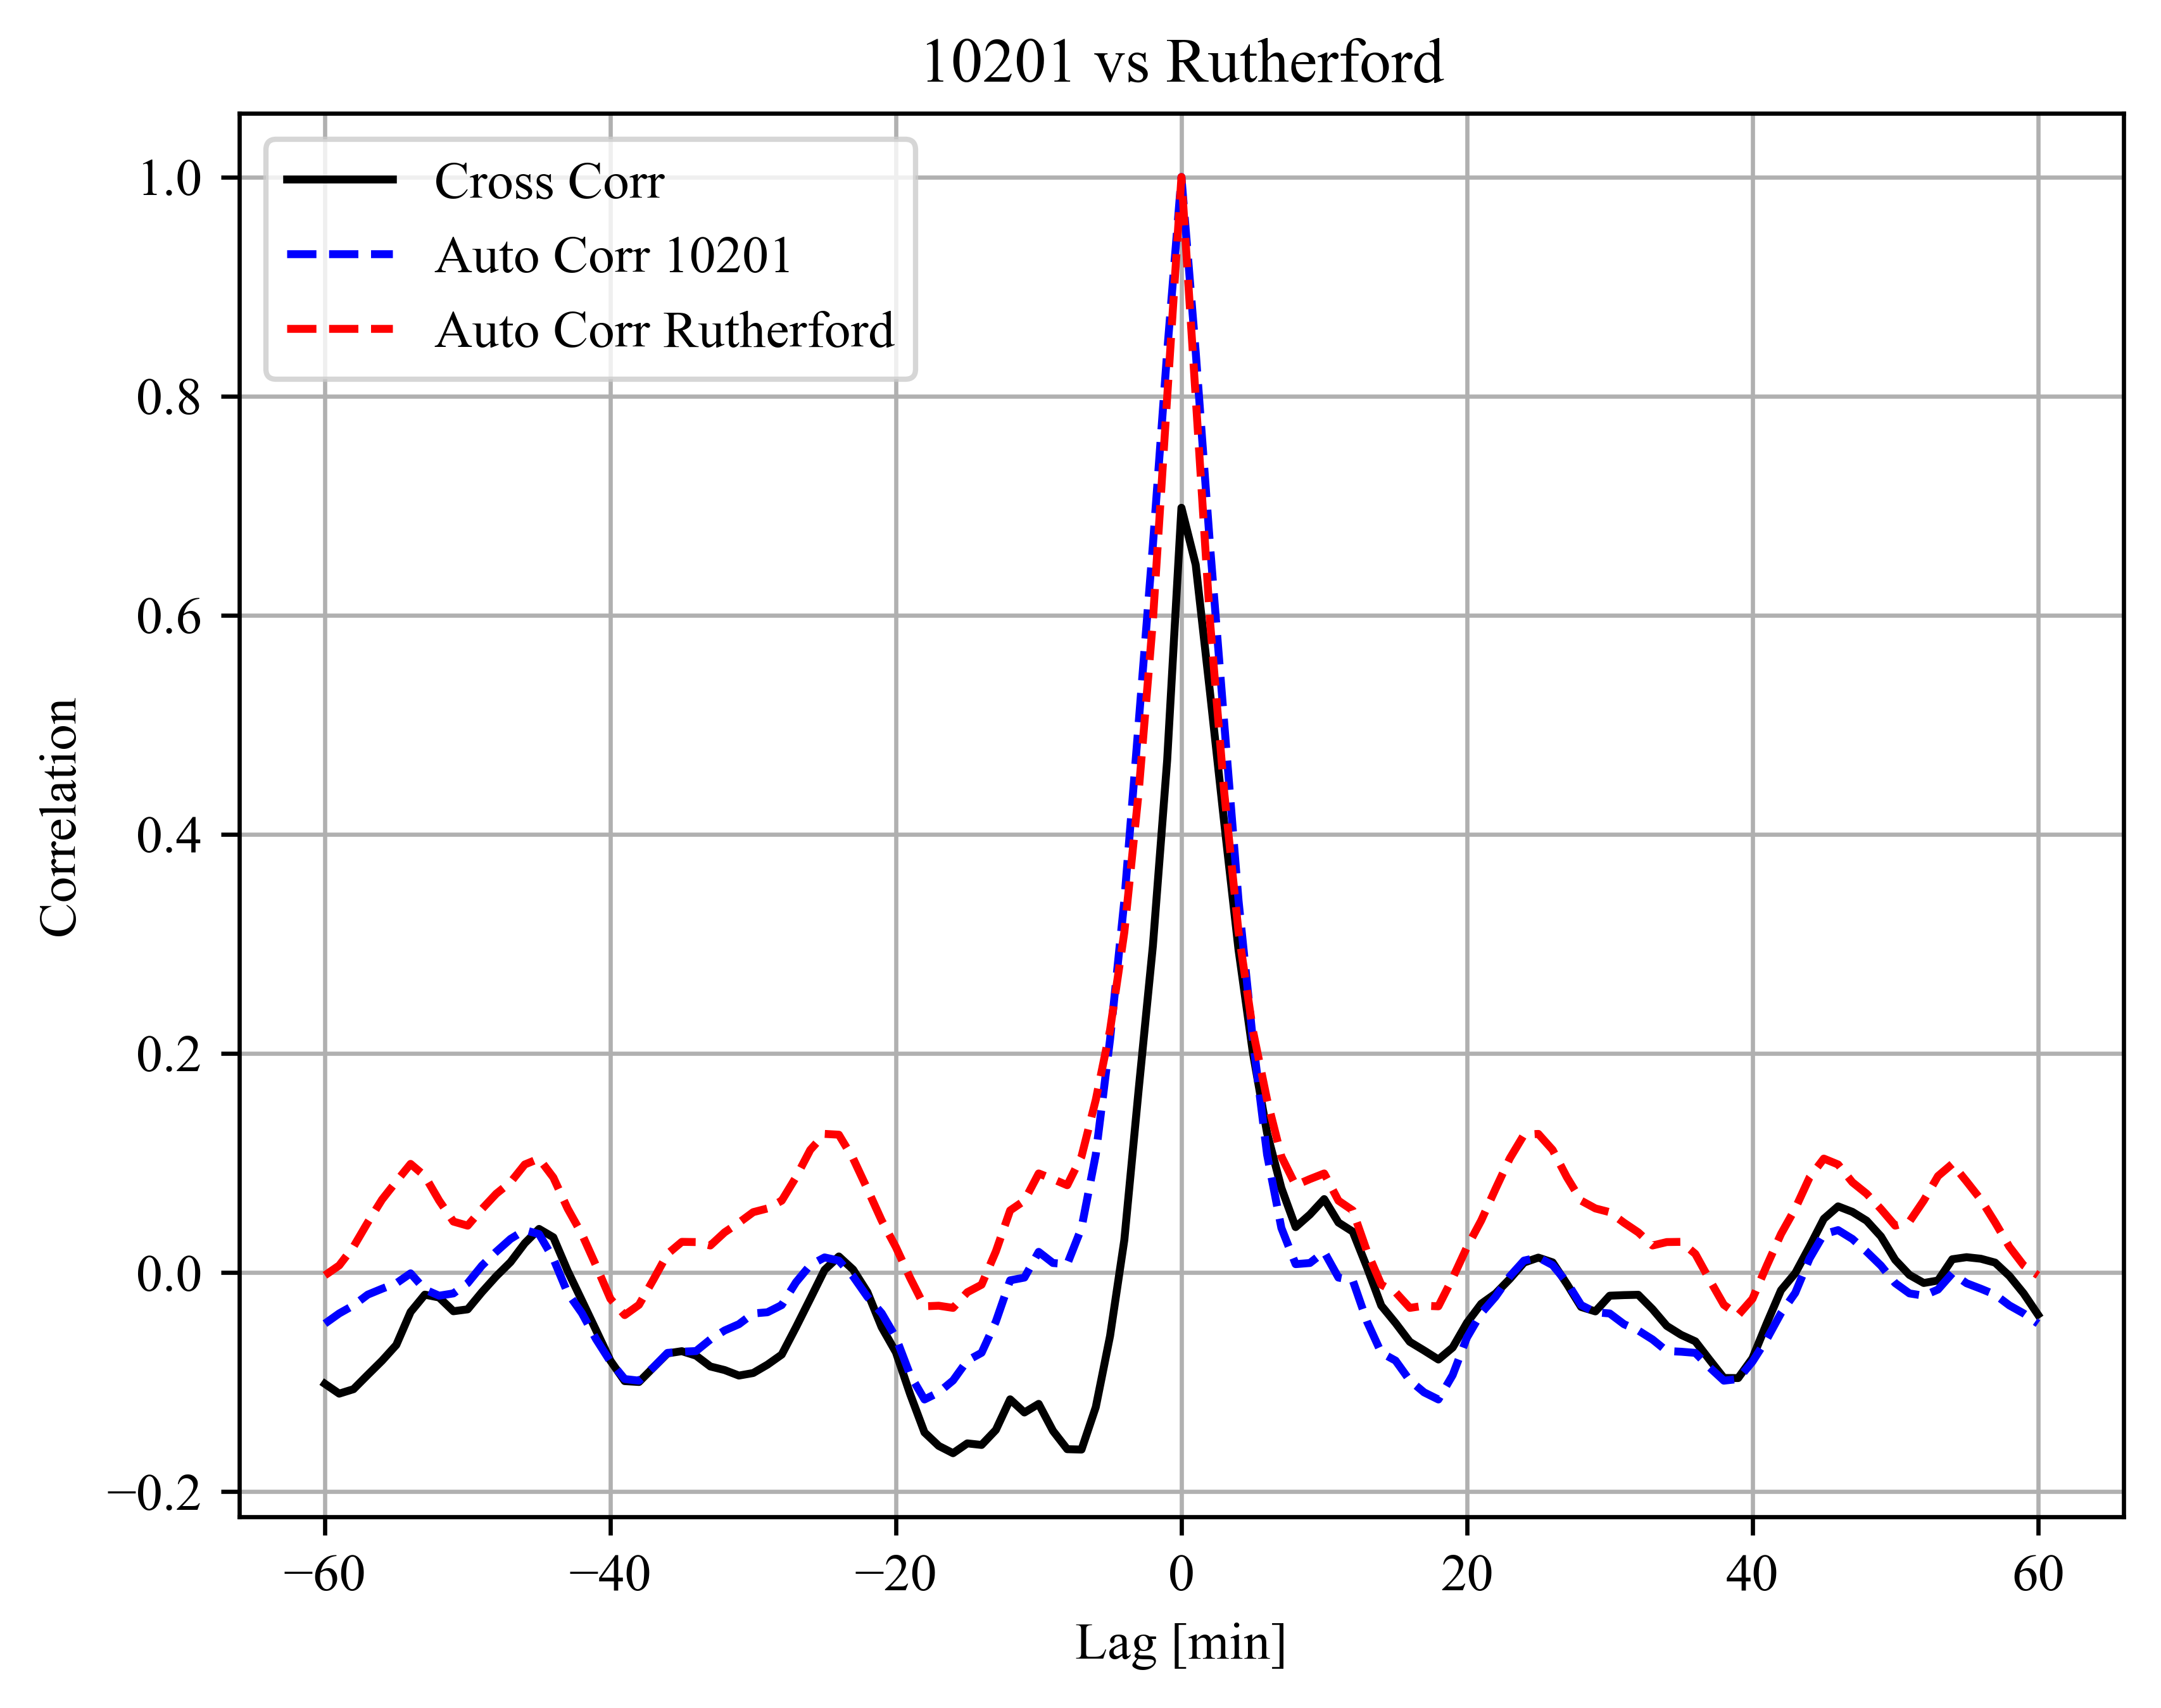 10201 vs Rutherford
Cross Corr
Auto Corr 10201
Auto Corr Rutherford
1.0
0.8
0.6
0.4
0.2
0.0
−0.2
Correlation
−60 −40 −20 0 20 40 60
Lag [min]